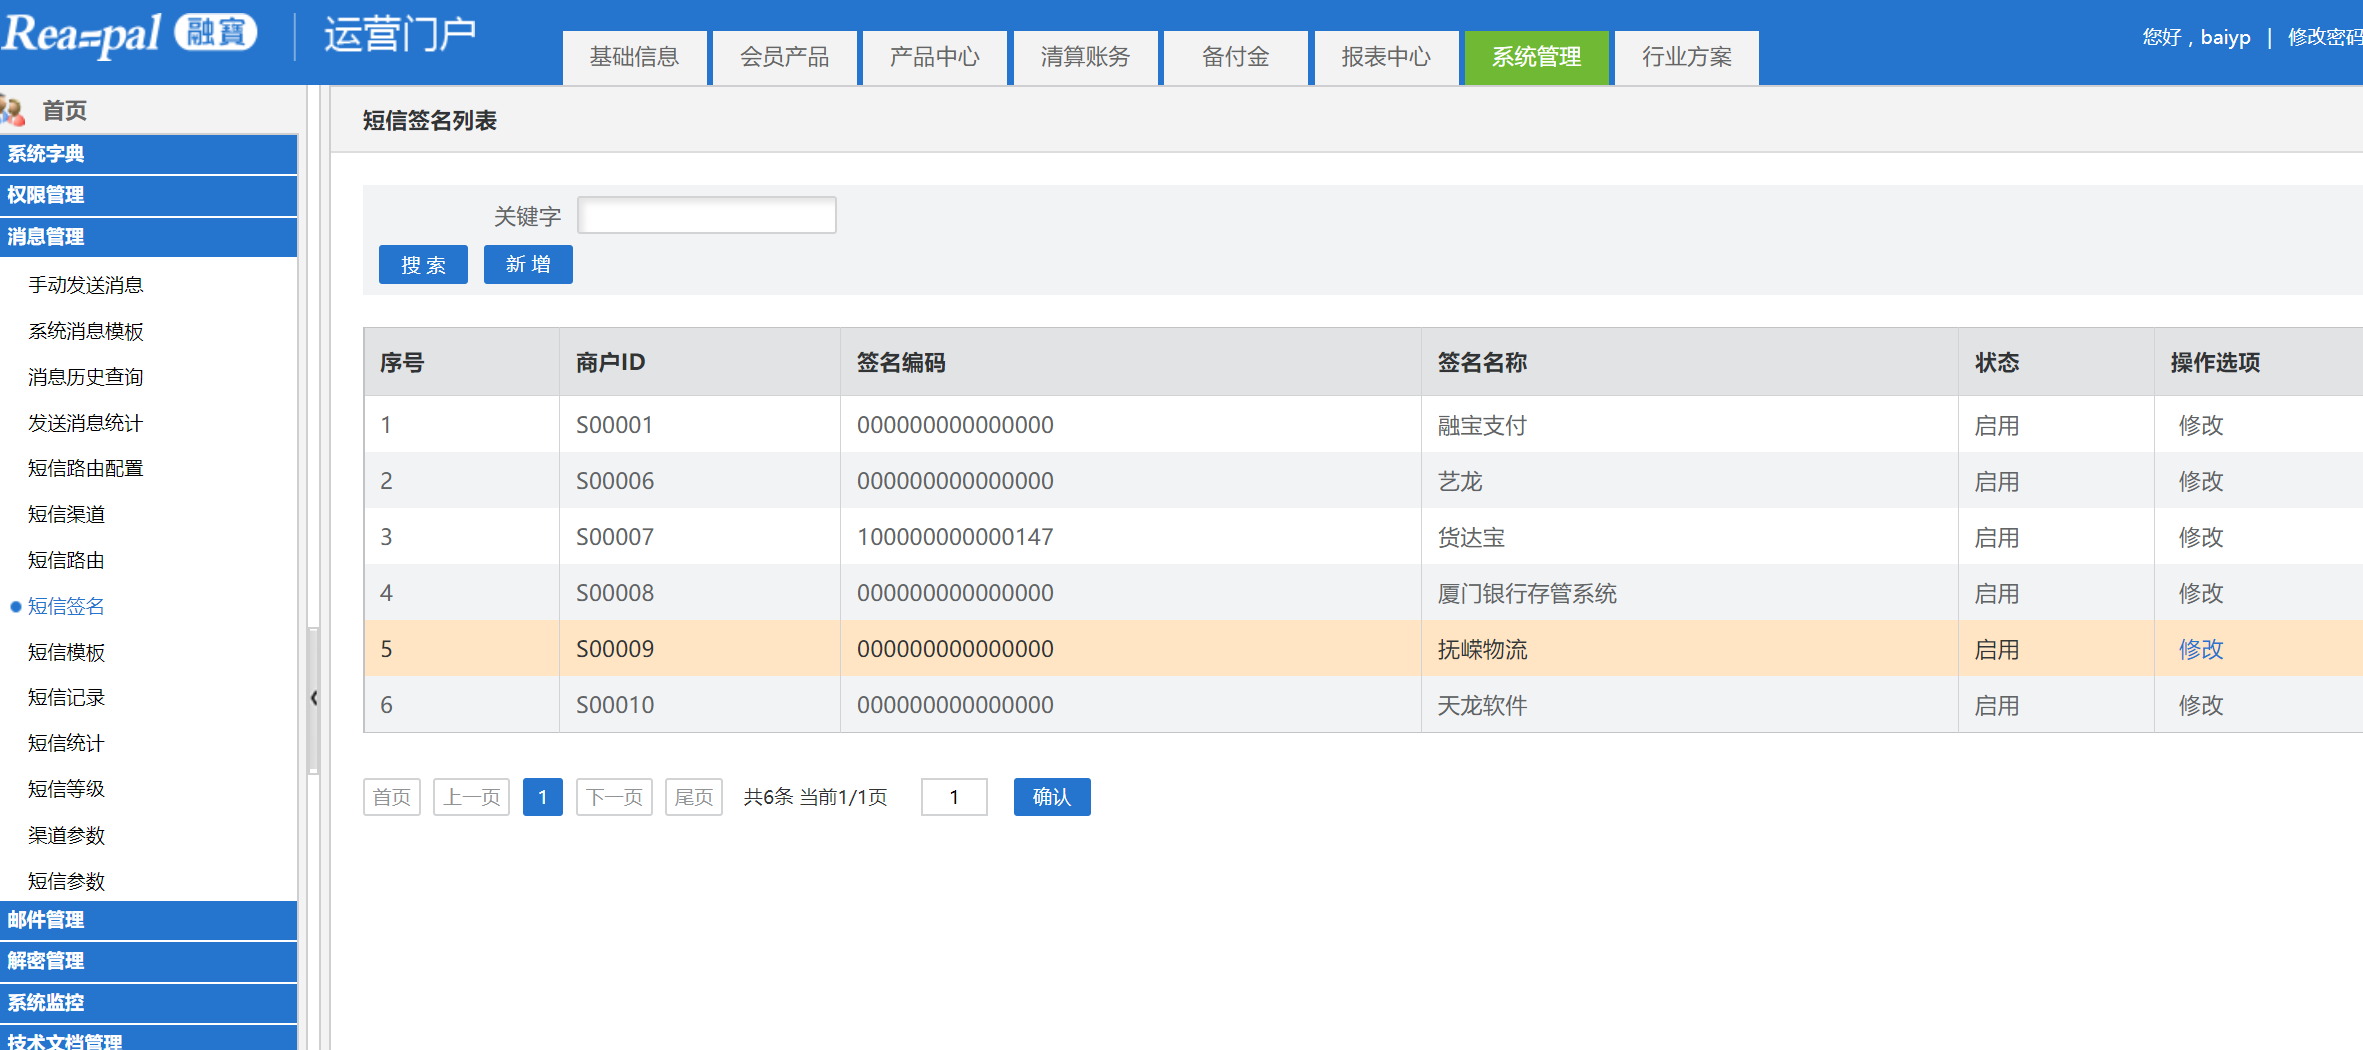 Rea=pal 融寶 运营门户
基础信息 会员产品 产品中心 清算账务 备付金 报表中心 系统管理 行业方案
您好，baiyp | 修改密码
首页
系统字典
权限管理
消息管理
手动发送消息
系统消息模板
消息历史查询
发送消息统计
短信路由配置
短信渠道
短信路由
短信签名
短信模板
短信记录
短信统计
短信等级
渠道参数
短信参数
邮件管理
解密管理
系统监控
技术文档管理
短信签名列表
关键字
搜 索 新 增
序号 商户ID 签名编码 签名名称 状态 操作选项
1 S00001 000000000000000 融宝支付 启用 修改
2 S00006 000000000000000 艺龙 启用 修改
3 S00007 100000000000147 货达宝 启用 修改
4 S00008 000000000000000 厦门银行存管系统 启用 修改
5 S00009 000000000000000 抚嵘物流 启用 修改
6 S00010 000000000000000 天龙软件 启用 修改
首页 上一页 1 下一页 尾页 共6条 当前1/1页 1 确认